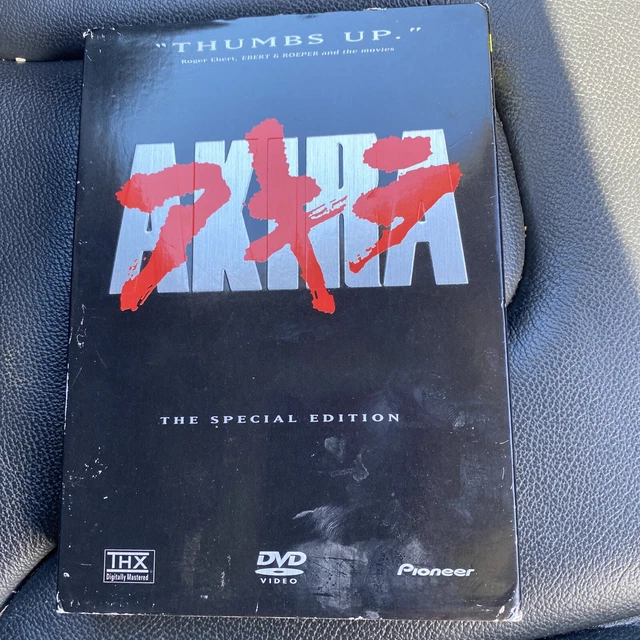 "THUMBS UP."
Roger Ebert, EBERT & ROEPER and the movies
AKIRA
アキラ
THE SPECIAL EDITION
THX
Digitally Mastered
DVD
VIDEO
Pioneer